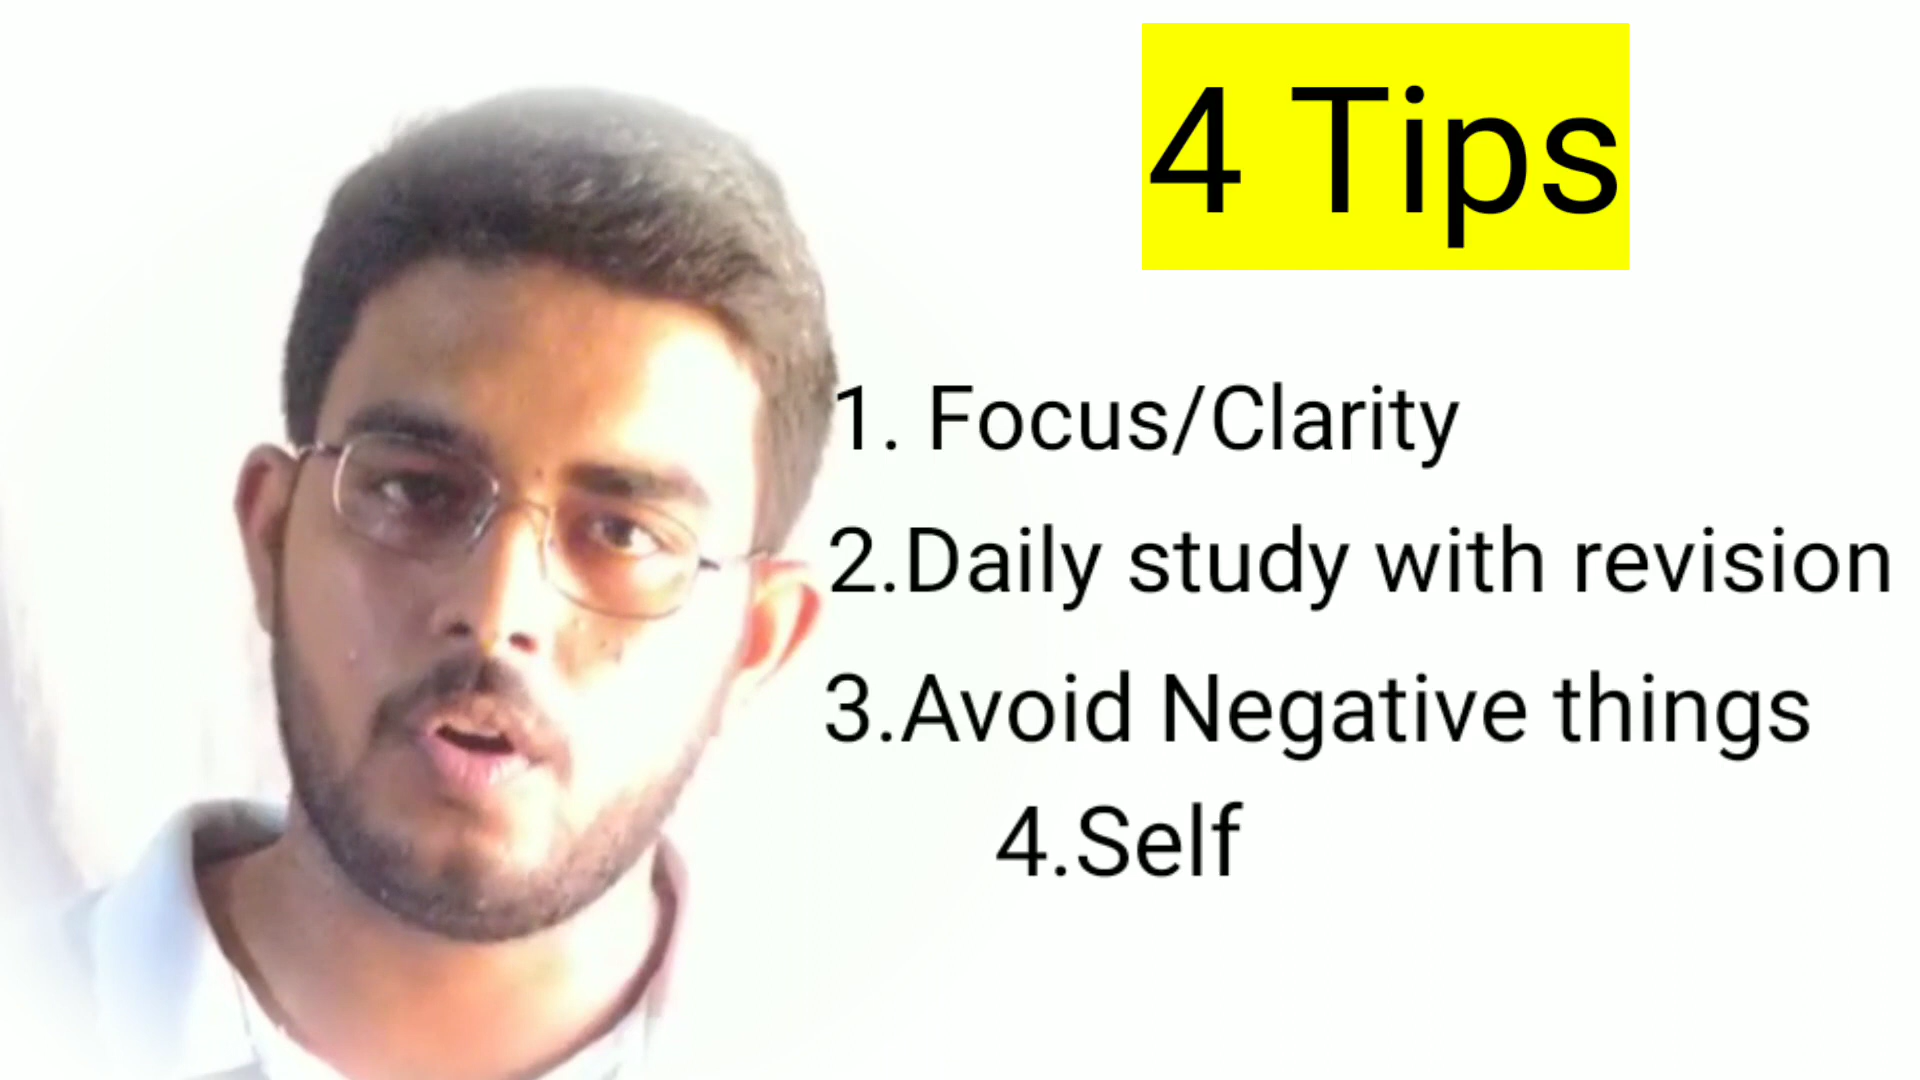 4 Tips
1. Focus/Clarity
2.Daily study with revision
3.Avoid Negative things
4.Self